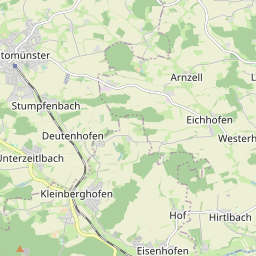 tomünster
Arnzell
Stumpfenbach
Eichhofen
Deutenhofen
Westerh
Unterzeitlbach
Kleinberghofen
Hof
Hirtlbach
Eisenhofen